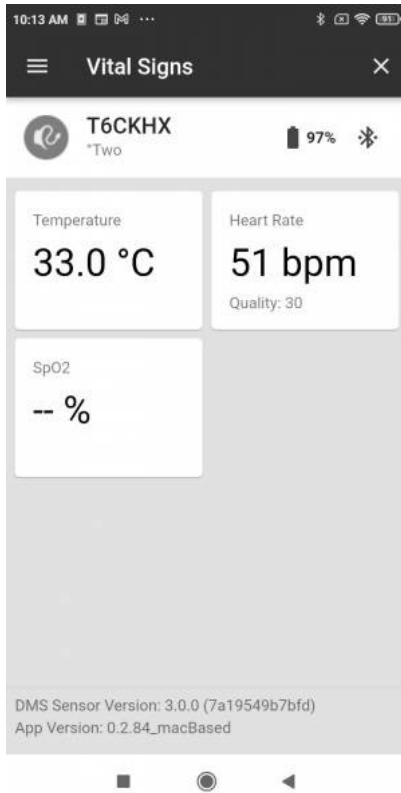 10:13 AM ··· 91
Vital Signs
T6CKHX
"Two
97%
Temperature
33.0 °C
Heart Rate
51 bpm
Quality: 30
SpO2
-- %
DMS Sensor Version: 3.0.0 (7a19549b7bfd)
App Version: 0.2.84_macBased